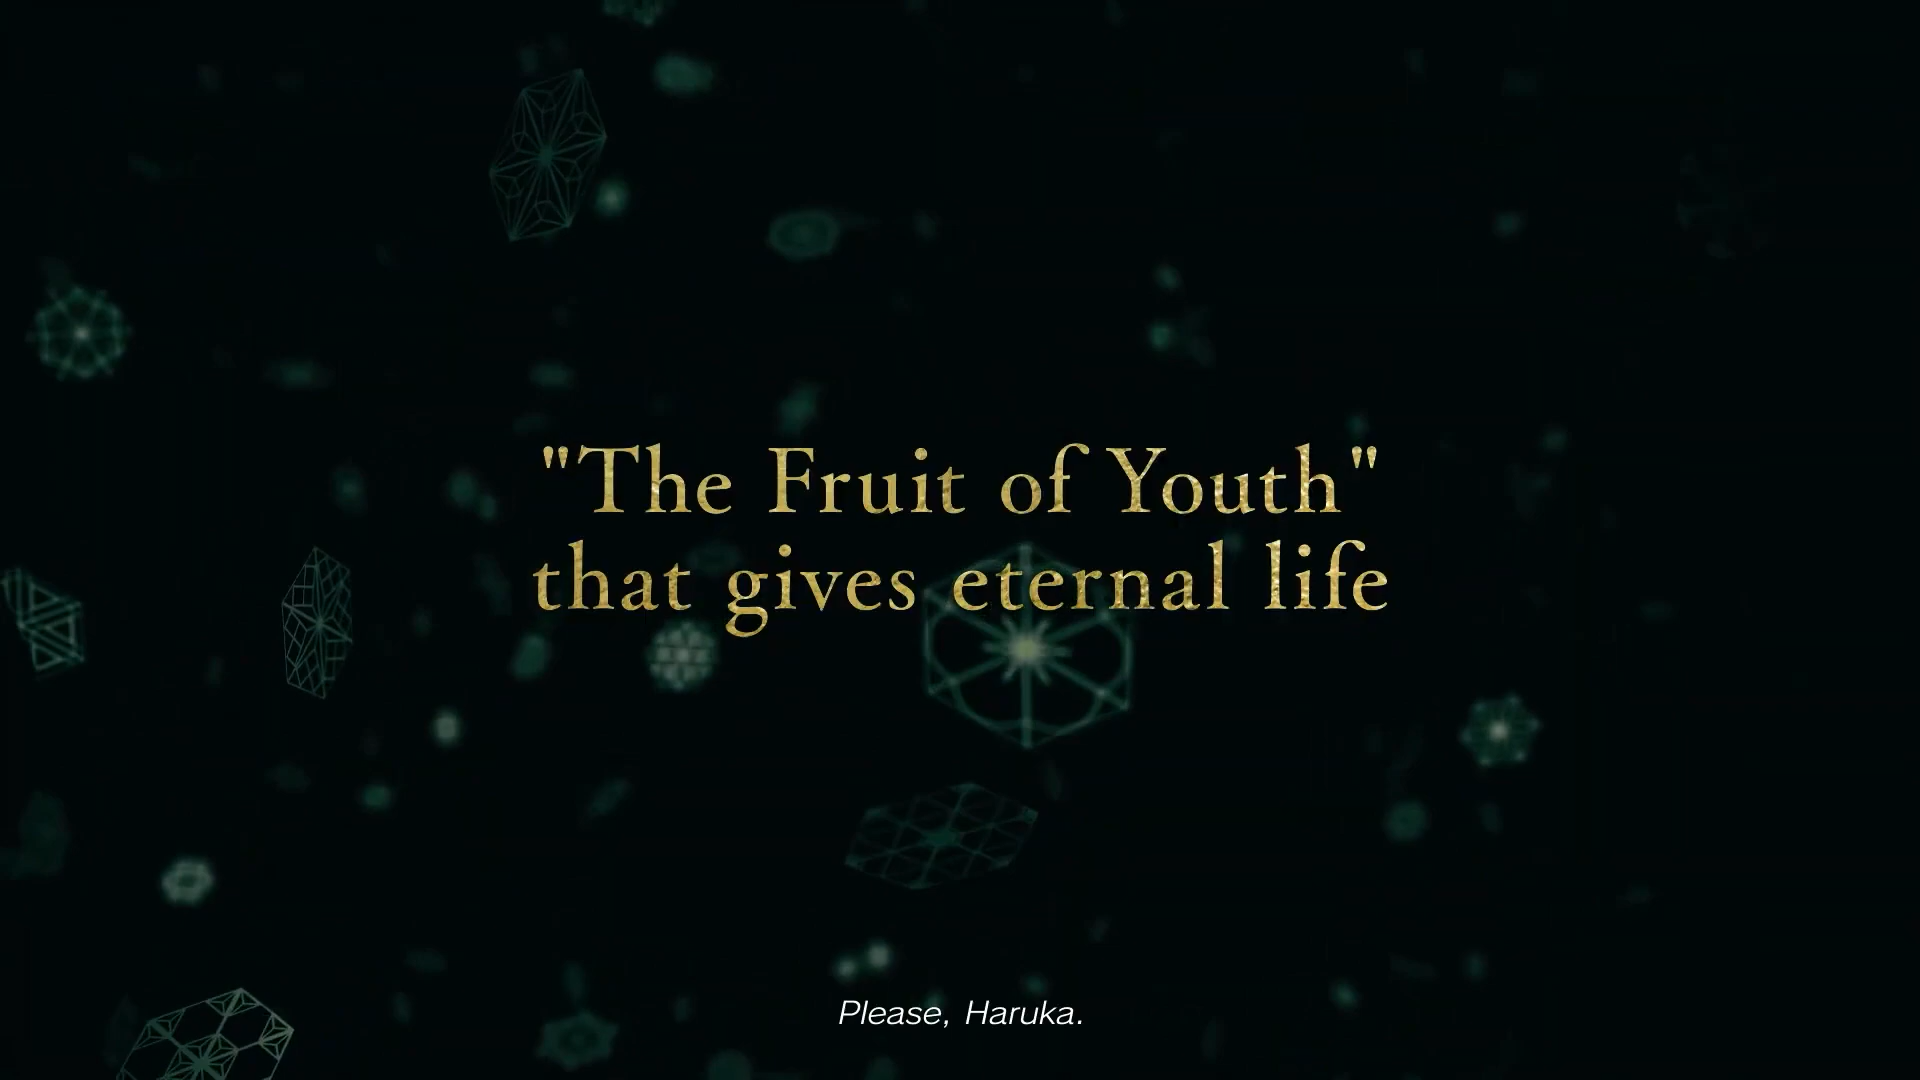 "The Fruit of Youth"
that gives eternal life
Please, Haruka.